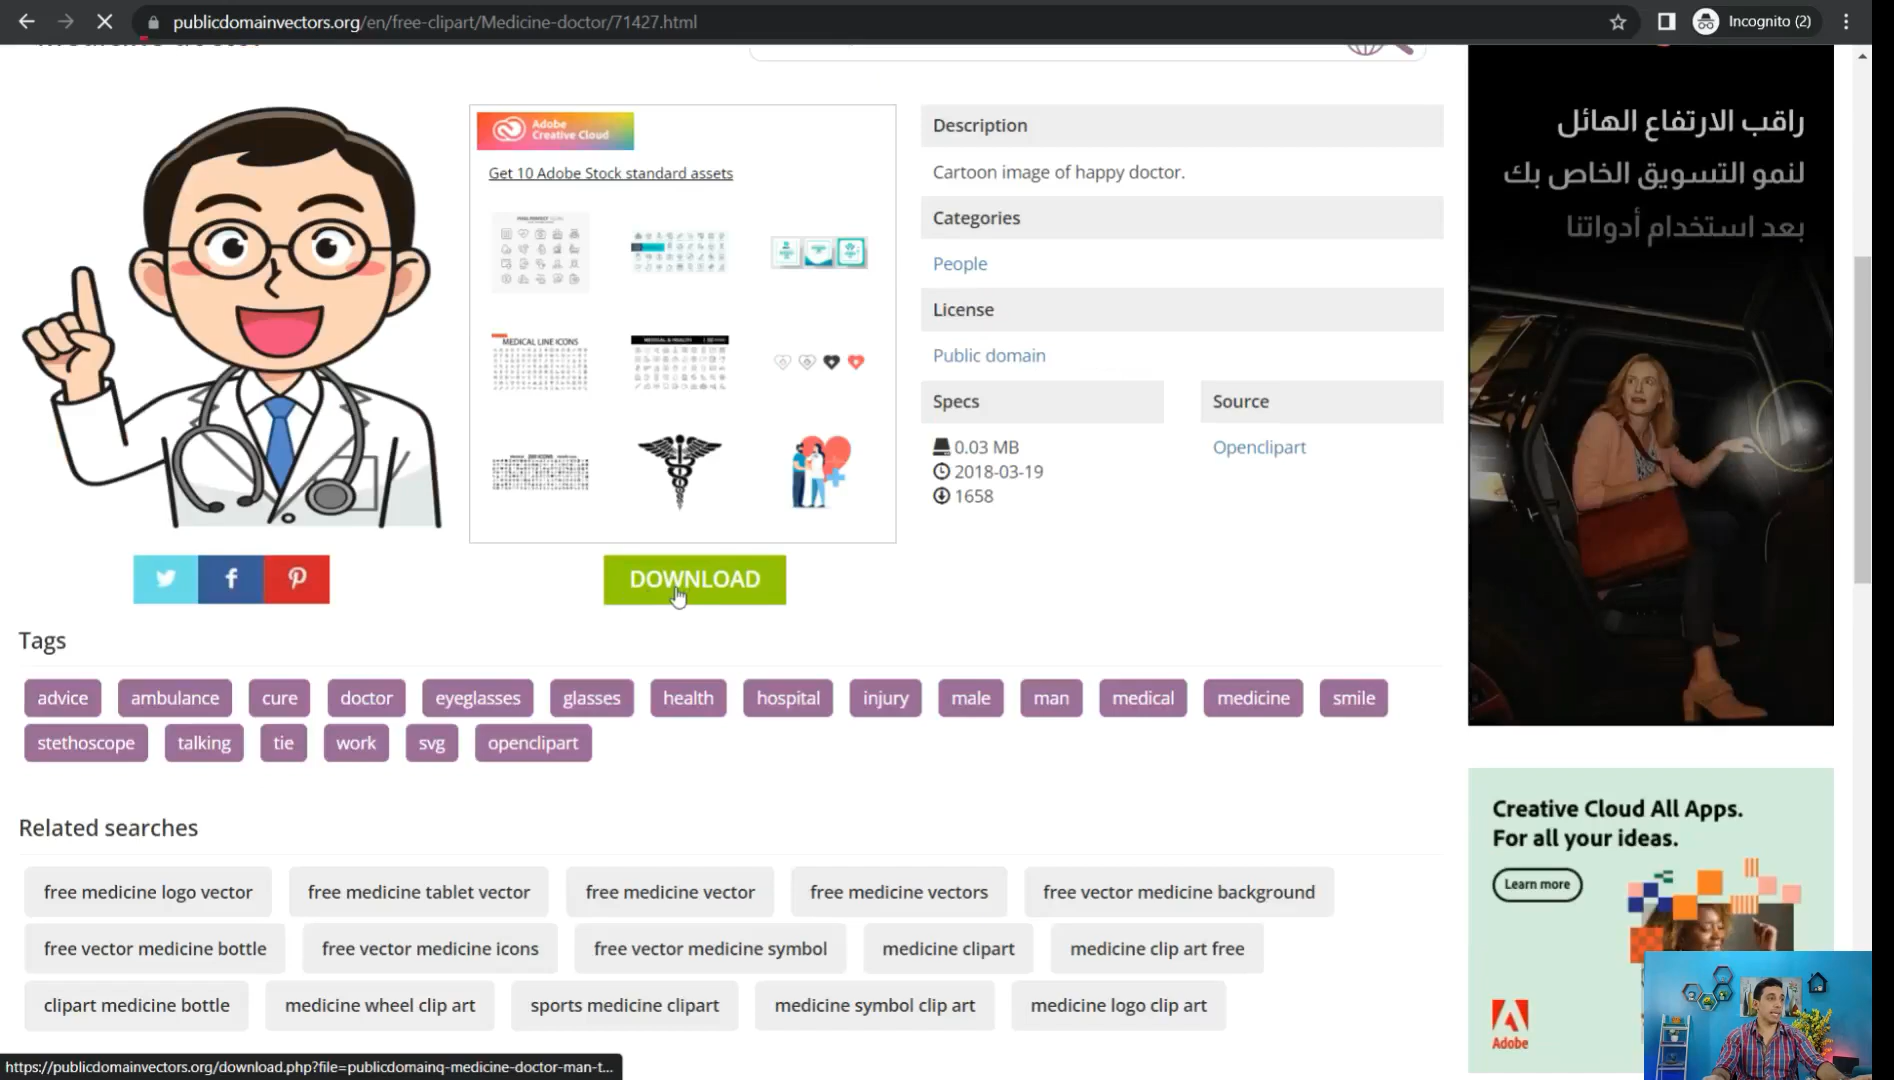 publicdomainvectors.org/en/free-clipart/Medicine-doctor/71427.html
Incognito (2)
Adobe
Creative Cloud
Get 10 Adobe Stock standard assets
MEDICAL LINE ICONS
MEDICAL & HEALTH
Description
Cartoon image of happy doctor.
Categories
People
License
Public domain
Specs
Source
0.03 MB
2018-03-19
1658
Openclipart
راقب الارتفاع الهائل
لنمو التسويق الخاص بك
بعد استخدام أدواتنا
DOWNLOAD
Tags
advice ambulance cure doctor eyeglasses glasses health hospital injury male man medical medicine smile
stethoscope talking tie work svg openclipart
Related searches
free medicine logo vector free medicine tablet vector free medicine vector free medicine vectors free vector medicine background
free vector medicine bottle free vector medicine icons free vector medicine symbol medicine clipart medicine clip art free
clipart medicine bottle medicine wheel clip art sports medicine clipart medicine symbol clip art medicine logo clip art
Creative Cloud All Apps.
For all your ideas.
Learn more
Adobe
https://publicdomainvectors.org/download.php?file=publicdomainq-medicine-doctor-man-t...